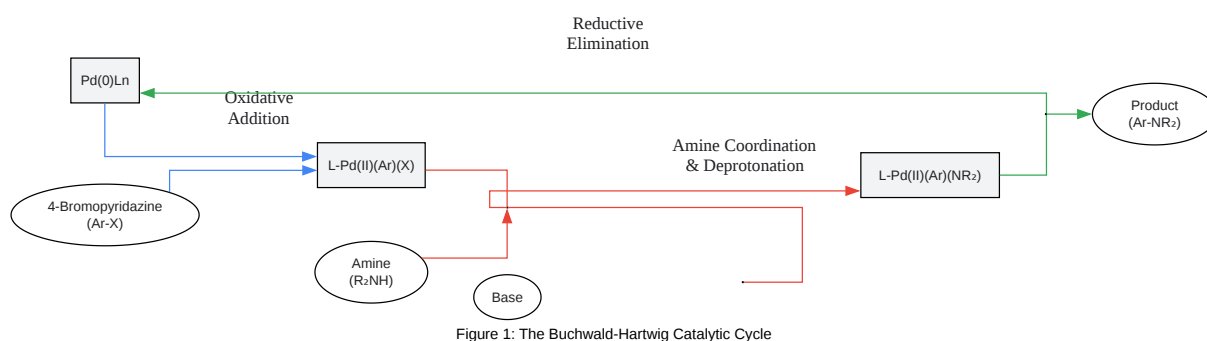 Reductive
Elimination
Pd(0)Ln
Oxidative
Addition
Product
(Ar-NR₂)
Amine Coordination
& Deprotonation
L-Pd(II)(Ar)(X)
L-Pd(II)(Ar)(NR₂)
4-Bromopyridazine
(Ar-X)
Amine
(R₂NH)
Base
Figure 1: The Buchwald-Hartwig Catalytic Cycle